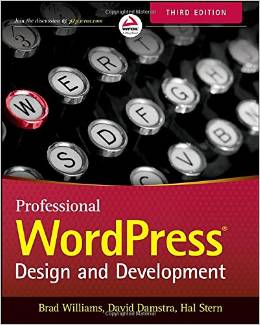 Join the discussion @ p2p.wrox.com
wrox
THIRD EDITION
W E R T
S D F G
V B
Professional
WordPress®
Design and Development
Brad Williams, David Damstra, Hal Stern